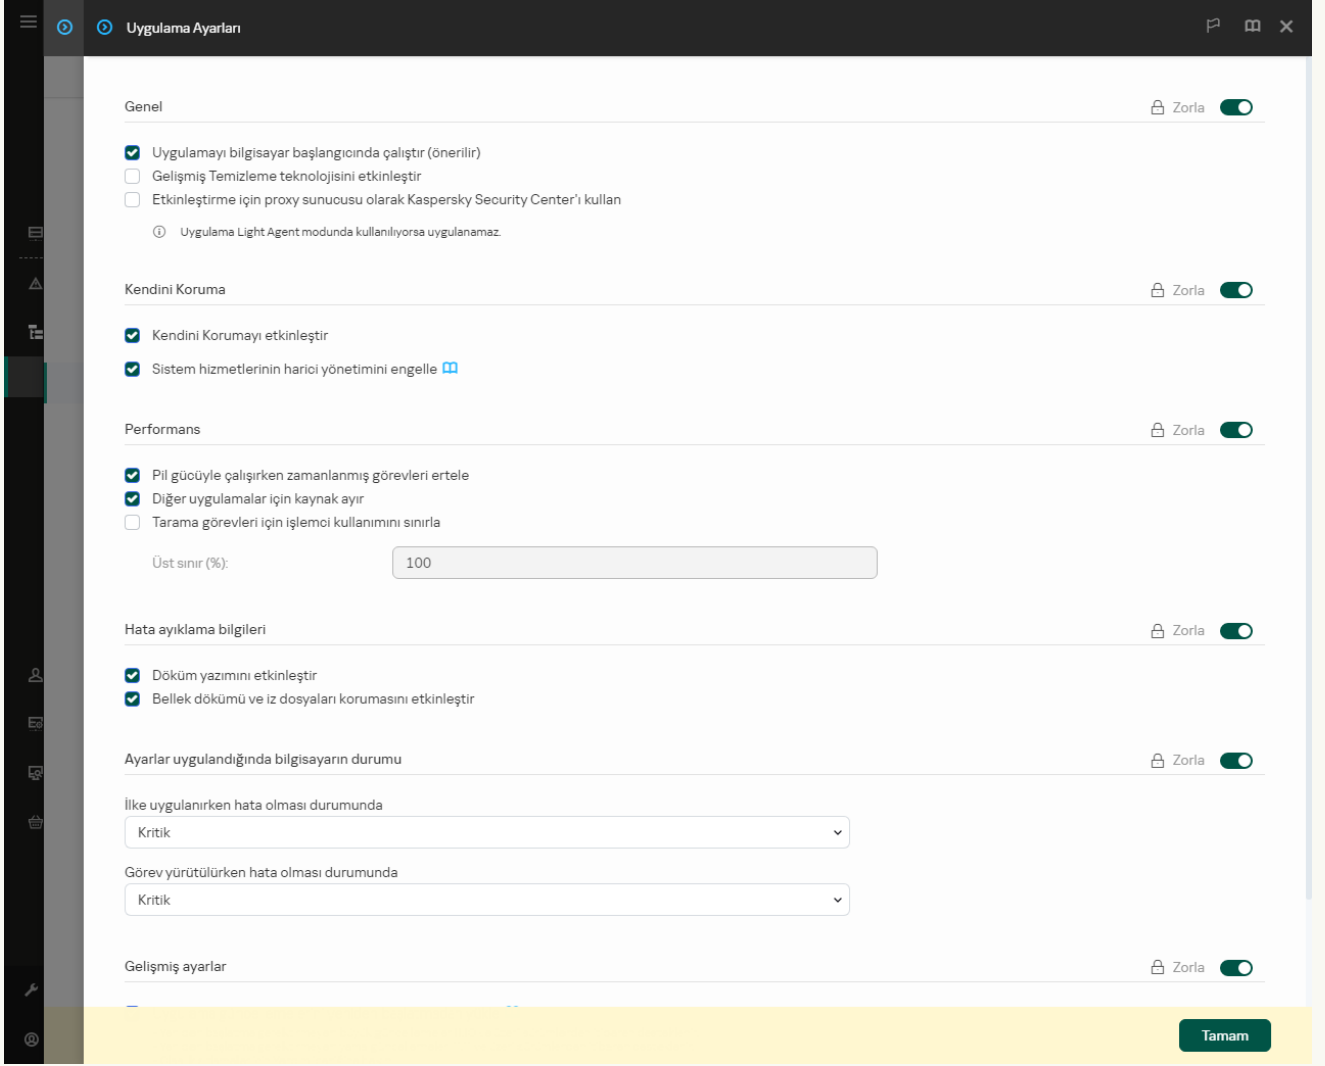 Uygulama Ayarları
Genel
Zorla
Uygulamayı bilgisayar başlangıcında çalıştır (önerilir)
Gelişmiş Temizleme teknolojisini etkinleştir
Etkinleştirme için proxy sunucusu olarak Kaspersky Security Center'ı kullan
Uygulama Light Agent modunda kullanılıyorsa uygulanamaz.
Kendini Koruma
Zorla
Kendini Korumayı etkinleştir
Sistem hizmetlerinin harici yönetimini engelle
Performans
Zorla
Pil gücüyle çalışırken zamanlanmış görevleri ertele
Diğer uygulamalar için kaynak ayır
Tarama görevleri için işlemci kullanımını sınırla
Üst sınır (%):
100
Hata ayıklama bilgileri
Zorla
Döküm yazımını etkinleştir
Bellek dökümü ve iz dosyaları korumasını etkinleştir
Ayarlar uygulandığında bilgisayarın durumu
Zorla
İlke uygulanırken hata olması durumunda
Kritik
Görev yürütülürken hata olması durumunda
Kritik
Gelişmiş ayarlar
Zorla
Tamam